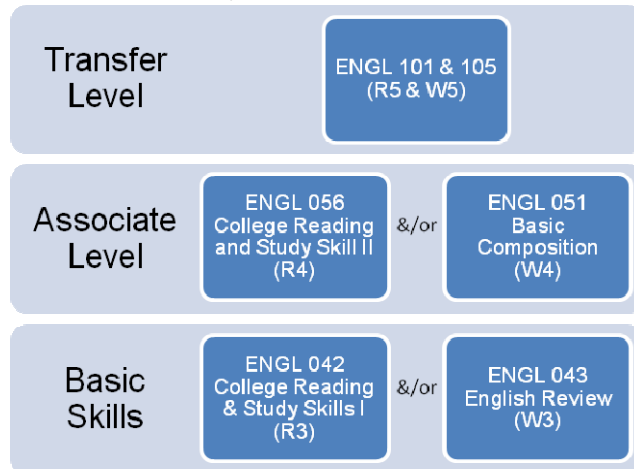 Transfer
Level
ENGL 101 & 105
(R5 & W5)
Associate
Level
ENGL 056
College Reading
and Study Skill II
(R4)
&/or
ENGL 051
Basic
Composition
(W4)
Basic
Skills
ENGL 042
College Reading
& Study Skills I
(R3)
&/or
ENGL 043
English Review
(W3)